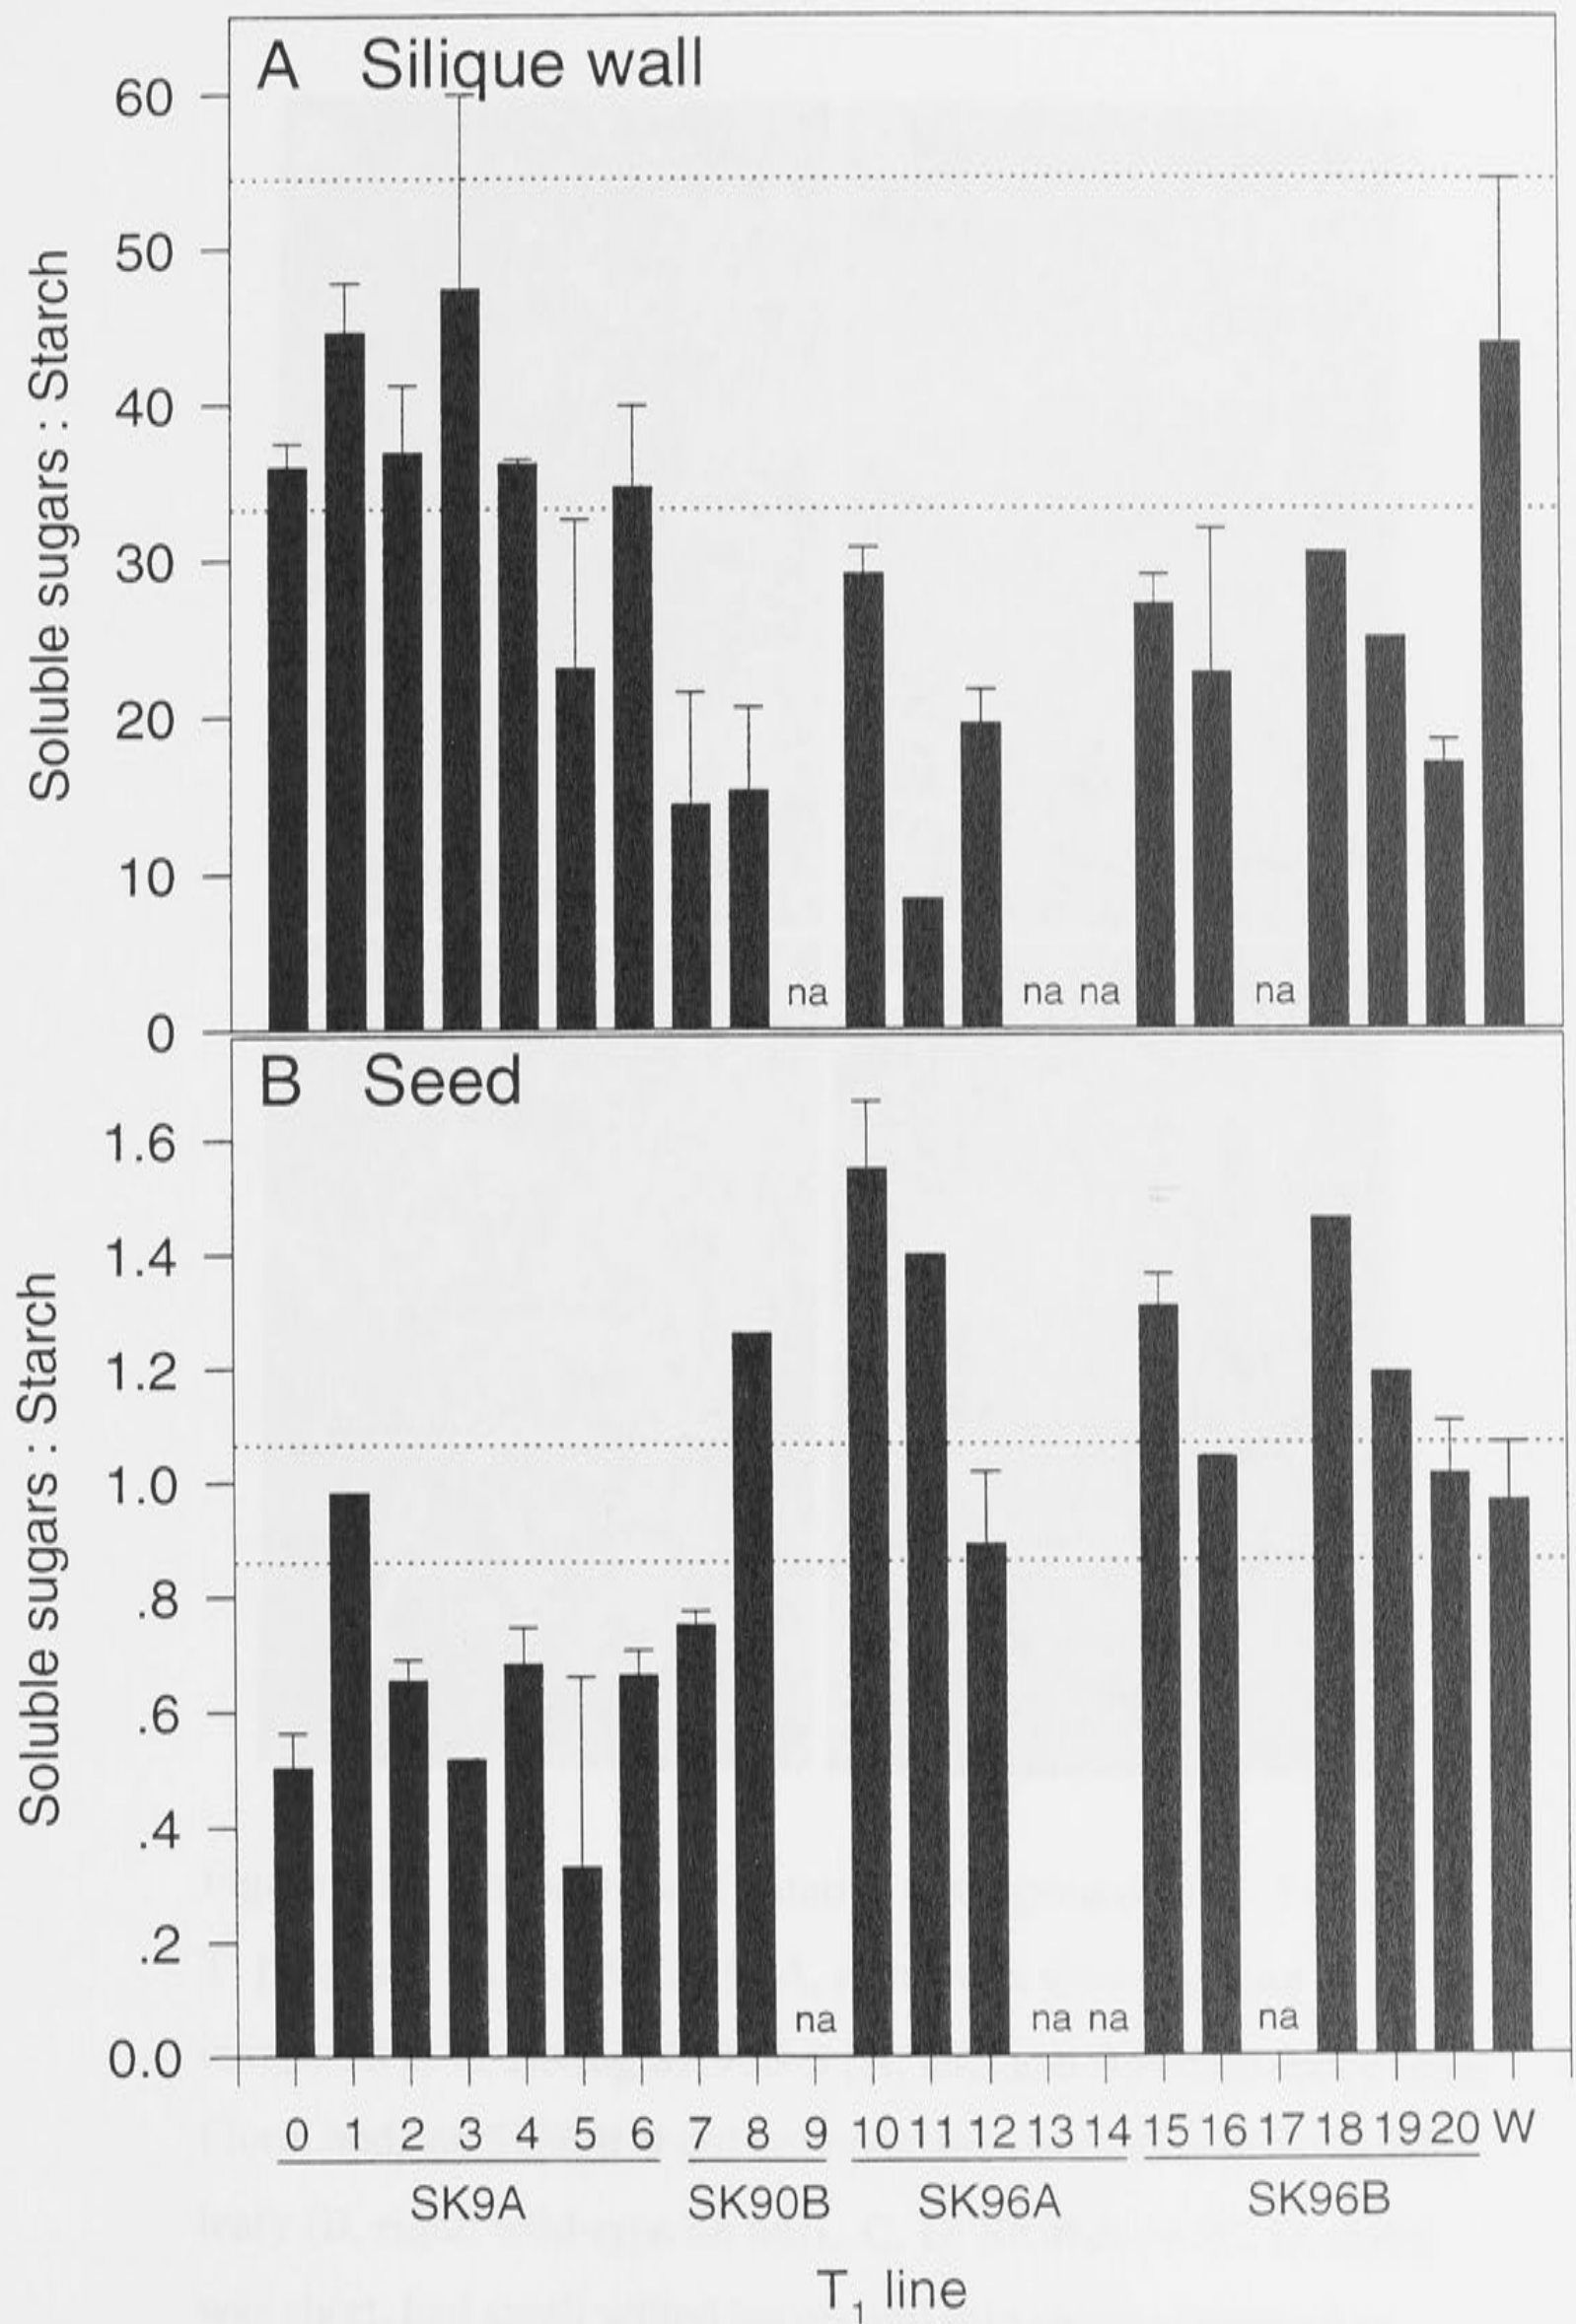 A Silique wall
60
50
40
30
20
10
0
Soluble sugars : Starch
na
na na
na
B Seed
1.6
1.4
1.2
1.0
.8
.6
.4
.2
0.0
Soluble sugars : Starch
na
na na
na
0 1 2 3 4 5 6 7 8 9 10 11 12 13 14 15 16 17 18 19 20 W
SK9A SK90B SK96A SK96B
T1 line